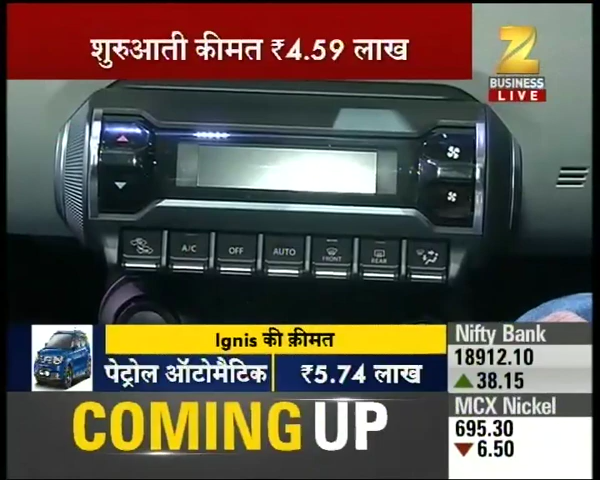 शुरुआती कीमत ₹4.59 लाख
Z
BUSINESS
LIVE
A/C
OFF
AUTO
FRONT
REAR
Ignis की क़ीमत
पेट्रोल ऑटोमैटिक
₹5.74 लाख
COMING UP
Nifty Bank
18912.10
38.15
MCX Nickel
695.30
6.50